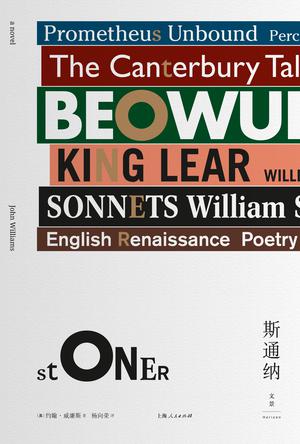 a novel
John Williams
Prometheus Unbound Perc
The Canterbury Tal
BEOWU
KING LEAR WILLI
SONNETS William S
English Renaissance Poetry
stONER
斯通纳
文景
Horizon
[美] 约翰·威廉斯 著 杨向荣 译
上海人民出版社